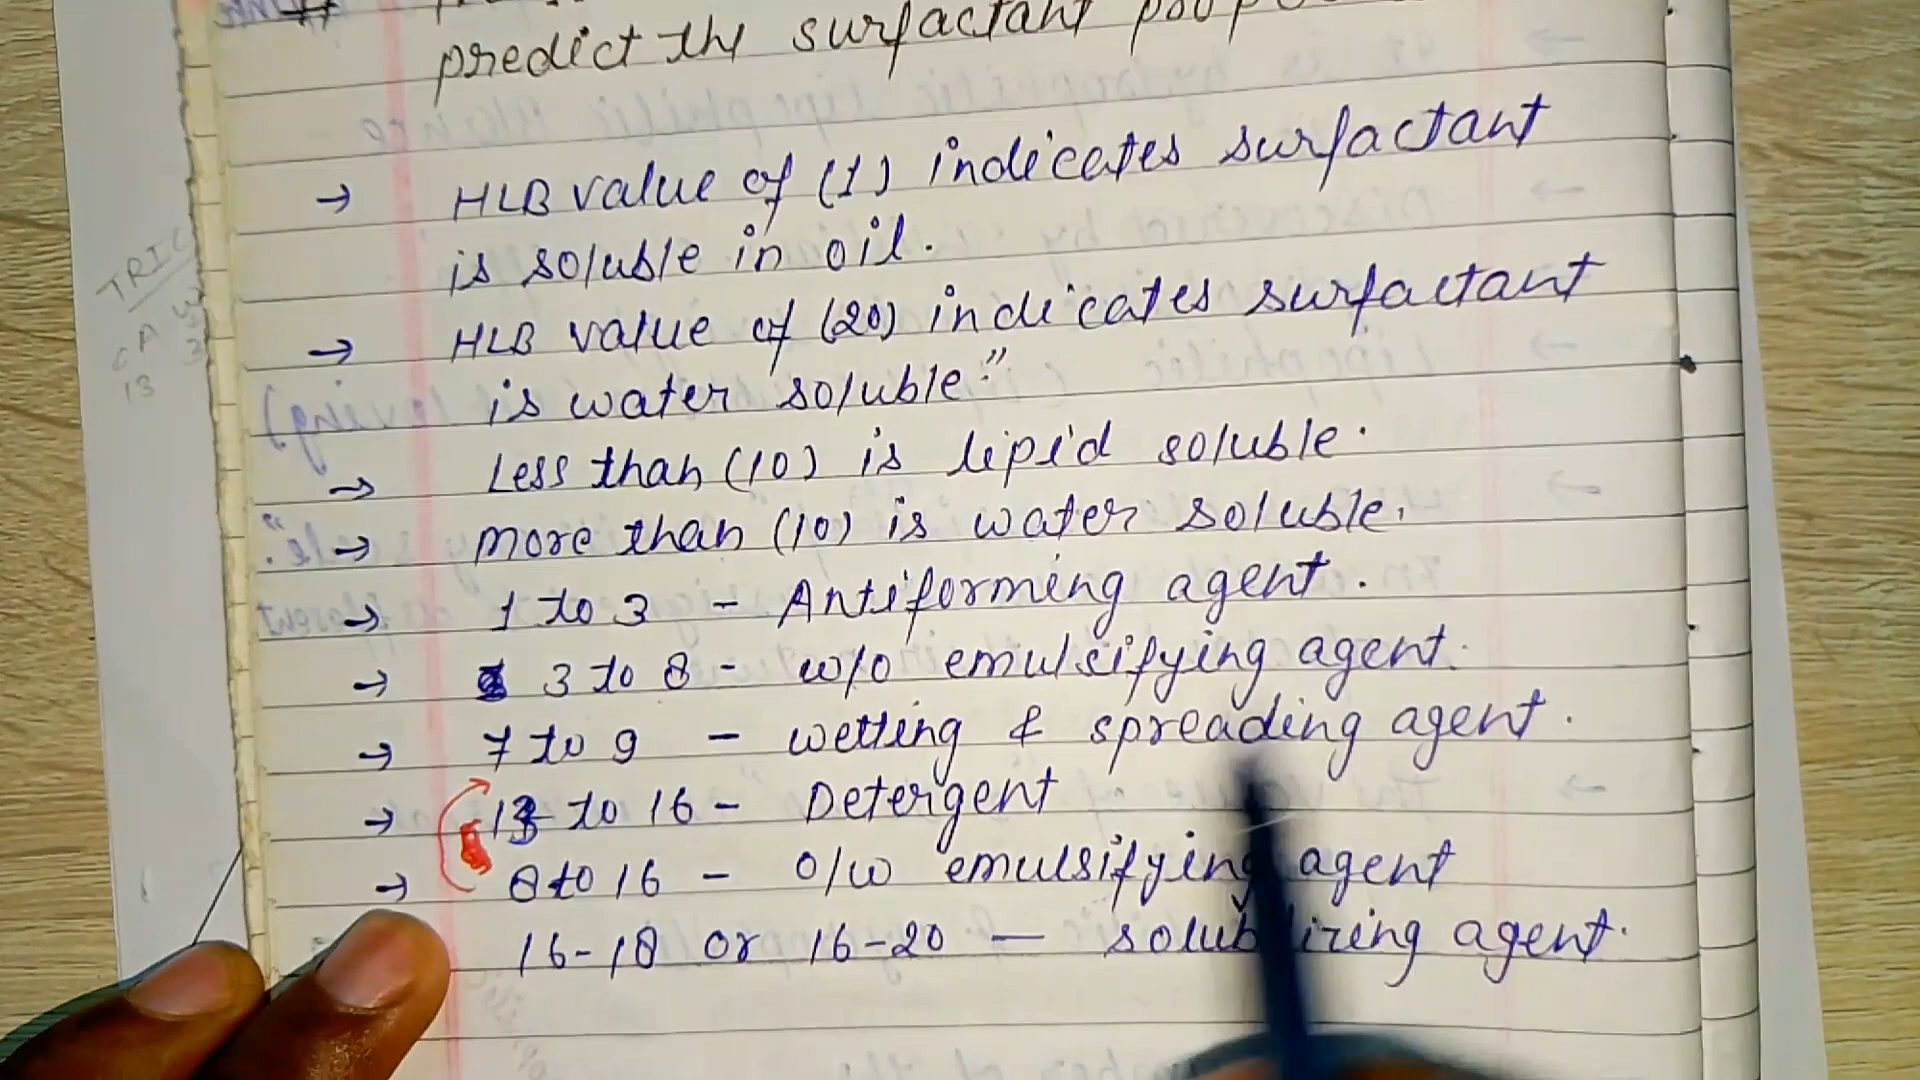 predict the surfactant
→ HLB value of (1) indicates surfactant
is soluble in oil.
→ HLB value of (20) indicates surfactant
is water soluble."
→ Less than (10) is lipid soluble.
→ more than (10) is water soluble.
→ 1 to 3 - Antiforming agent.
→ 3 to 8 - w/o emulsifying agent.
→ 7 to 9 - wetting & spreading agent.
→ 13 to 16 - Detergent
→ 8 to 16 - o/w emulsifying agent
16-18 or 16-20 — solubilizing agent.
TRIC
CA
13